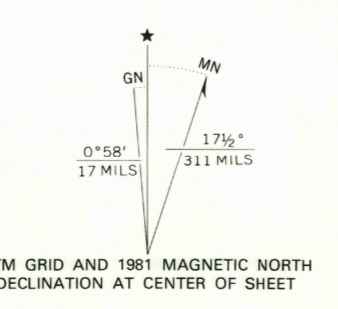 ★
GN
MN
0°58′
17 MILS
17½°
311 MILS
GRID AND 1981 MAGNETIC NORTH
DECLINATION AT CENTER OF SHEET